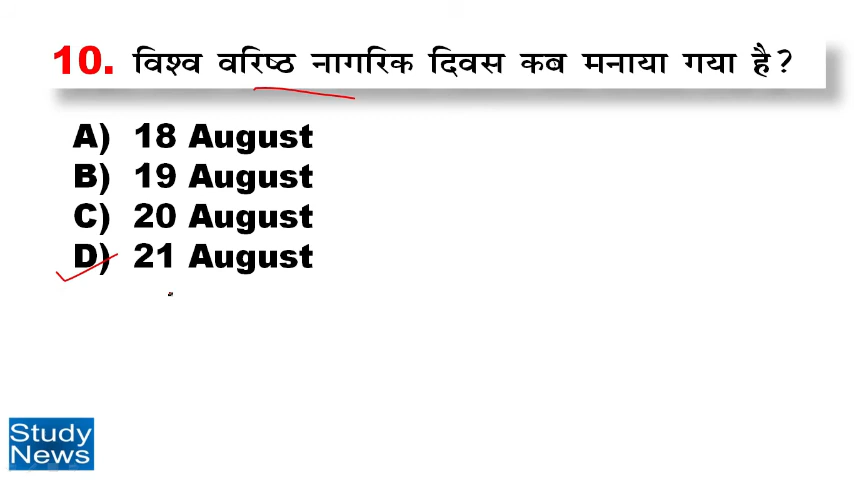 10. विश्व वरिष्ठ नागरिक दिवस कब मनाया गया है?
A) 18 August
B) 19 August
C) 20 August
D) 21 August
Study
News